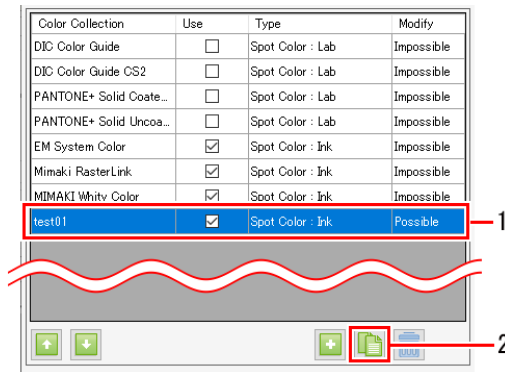 Color Collection Use Type Modify
DIC Color Guide Spot Color : Lab Impossible
DIC Color Guide CS2 Spot Color : Lab Impossible
PANTONE+ Solid Coate... Spot Color : Lab Impossible
PANTONE+ Solid Uncoa... Spot Color : Lab Impossible
EM System Color Spot Color : Ink Impossible
Mimaki RasterLink Spot Color : Ink Impossible
MIMAKI Whity Color Spot Color : Ink Impossible
test01 Spot Color : Ink Possible
1
2